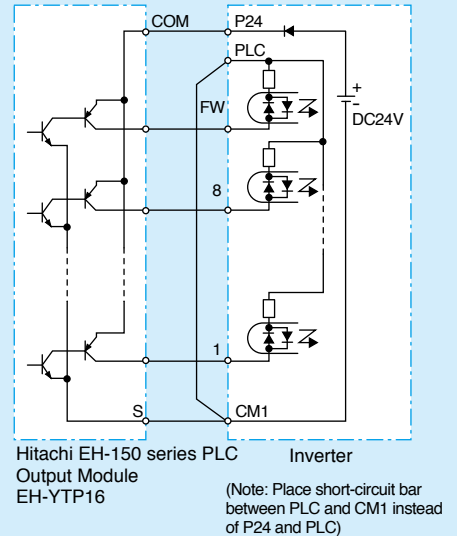 COM
P24
PLC
FW
+
-
DC24V
8
1
S
CM1
Hitachi EH-150 series PLC
Output Module
EH-YTP16
Inverter
(Note: Place short-circuit bar
between PLC and CM1 instead
of P24 and PLC)